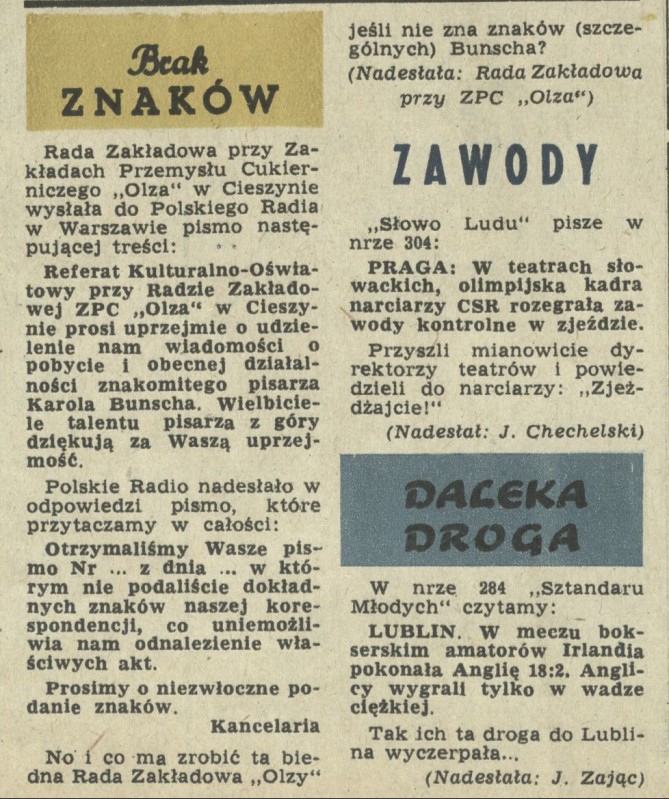 Brak
ZNAKÓW
Rada Zakładowa przy Za-
kładach Przemysłu Cukier-
niczego „Olza“ w Cieszynie
wysłała do Polskiego Radia
w Warszawie pismo nastę-
pującej treści:
Referat Kulturalno-Oświa-
towy przy Radzie Zakłado-
wej ZPC „Olza“ w Cieszy-
nie prosi uprzejmie o udzie-
lenie nam wiadomości o
pobycie i obecnej działal-
ności znakomitego pisarza
Karola Bunscha. Wielbicie-
le talentu pisarza z góry
dziękują za Waszą uprzej-
mość.
Polskie Radio nadesłało w
odpowiedzi pismo, które
przytaczamy w całości:
Otrzymaliśmy Wasze pis-
mo Nr ... z dnia ... w któ-
rym nie podaliście dokład-
nych znaków naszej kore-
spondencji, co uniemożli-
wia nam odnalezienie wła-
ściwych akt.
Prosimy o niezwłoczne po-
danie znaków.
Kancelaria
No i co ma zrobić ta bie-
dna Rada Zakładowa „Olzy“
jeśli nie zna znaków (szcze-
gólnych) Bunscha?
(Nadesłała: Rada Zakładowa
przy ZPC „Olza“)
ZAWODY
„Słowo Ludu“ pisze w
nrze 304:
PRAGA: W teatrach sło-
wackich, olimpijska kadra
narciarzy CSR rozegrała za-
wody kontrolne w zjeździe.
Przyszli mianowicie dy-
rektorzy teatrów i powie-
dzieli do narciarzy: „Zjeż-
dżajcie!“
(Nadesłał: J. Chechelski)
DALEKA
DROGA
W nrze 284 „Sztandaru
Młodych“ czytamy:
LUBLIN. W meczu bok-
serskim amatorów Irlandia
pokonała Anglię 18:2. Angli-
cy wygrali tylko w wadze
ciężkiej.
Tak ich ta droga do Lubli-
na wyczerpała...
(Nadesłała: J. Zając)